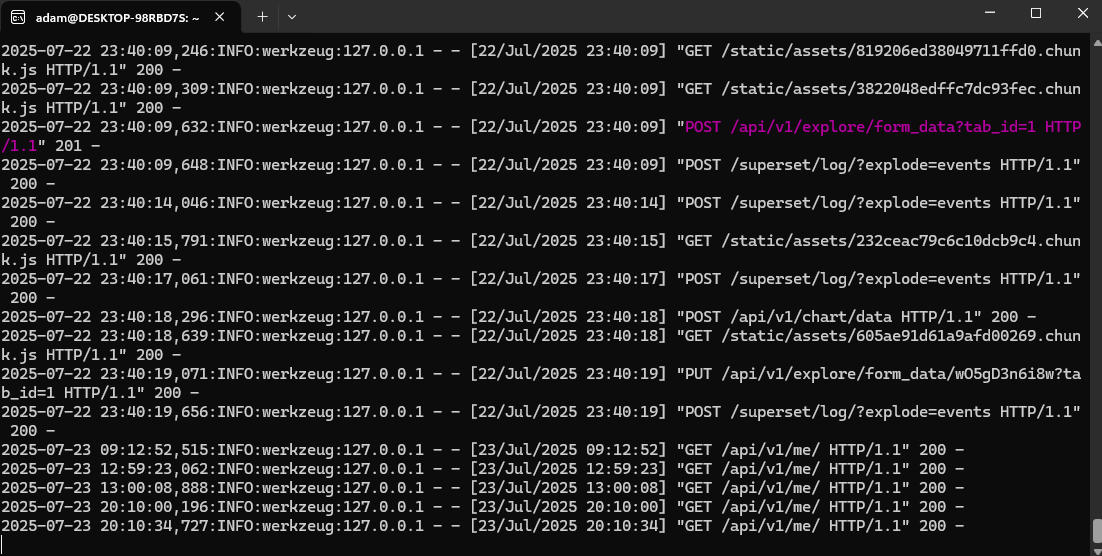 adam@DESKTOP-98RBD7S: ~
2025-07-22 23:40:09,246:INFO:werkzeug:127.0.0.1 - - [22/Jul/2025 23:40:09] "GET /static/assets/819206ed38049711ffd0.chun
k.js HTTP/1.1" 200 -
2025-07-22 23:40:09,309:INFO:werkzeug:127.0.0.1 - - [22/Jul/2025 23:40:09] "GET /static/assets/3822048edffc7dc93fec.chun
k.js HTTP/1.1" 200 -
2025-07-22 23:40:09,632:INFO:werkzeug:127.0.0.1 - - [22/Jul/2025 23:40:09] "POST /api/v1/explore/form_data?tab_id=1 HTTP
/1.1" 201 -
2025-07-22 23:40:09,648:INFO:werkzeug:127.0.0.1 - - [22/Jul/2025 23:40:09] "POST /superset/log/?explode=events HTTP/1.1"
 200 -
2025-07-22 23:40:14,046:INFO:werkzeug:127.0.0.1 - - [22/Jul/2025 23:40:14] "POST /superset/log/?explode=events HTTP/1.1"
 200 -
2025-07-22 23:40:15,791:INFO:werkzeug:127.0.0.1 - - [22/Jul/2025 23:40:15] "GET /static/assets/232ceac79c6c10dcb9c4.chun
k.js HTTP/1.1" 200 -
2025-07-22 23:40:17,061:INFO:werkzeug:127.0.0.1 - - [22/Jul/2025 23:40:17] "POST /superset/log/?explode=events HTTP/1.1"
 200 -
2025-07-22 23:40:18,296:INFO:werkzeug:127.0.0.1 - - [22/Jul/2025 23:40:18] "POST /api/v1/chart/data HTTP/1.1" 200 -
2025-07-22 23:40:18,639:INFO:werkzeug:127.0.0.1 - - [22/Jul/2025 23:40:18] "GET /static/assets/605ae91d61a9afd00269.chun
k.js HTTP/1.1" 200 -
2025-07-22 23:40:19,071:INFO:werkzeug:127.0.0.1 - - [22/Jul/2025 23:40:19] "PUT /api/v1/explore/form_data/wO5gD3n6i8w?ta
b_id=1 HTTP/1.1" 200 -
2025-07-22 23:40:19,656:INFO:werkzeug:127.0.0.1 - - [22/Jul/2025 23:40:19] "POST /superset/log/?explode=events HTTP/1.1"
 200 -
2025-07-23 09:12:52,515:INFO:werkzeug:127.0.0.1 - - [23/Jul/2025 09:12:52] "GET /api/v1/me/ HTTP/1.1" 200 -
2025-07-23 12:59:23,062:INFO:werkzeug:127.0.0.1 - - [23/Jul/2025 12:59:23] "GET /api/v1/me/ HTTP/1.1" 200 -
2025-07-23 13:00:08,888:INFO:werkzeug:127.0.0.1 - - [23/Jul/2025 13:00:08] "GET /api/v1/me/ HTTP/1.1" 200 -
2025-07-23 20:10:00,196:INFO:werkzeug:127.0.0.1 - - [23/Jul/2025 20:10:00] "GET /api/v1/me/ HTTP/1.1" 200 -
2025-07-23 20:10:34,727:INFO:werkzeug:127.0.0.1 - - [23/Jul/2025 20:10:34] "GET /api/v1/me/ HTTP/1.1" 200 -